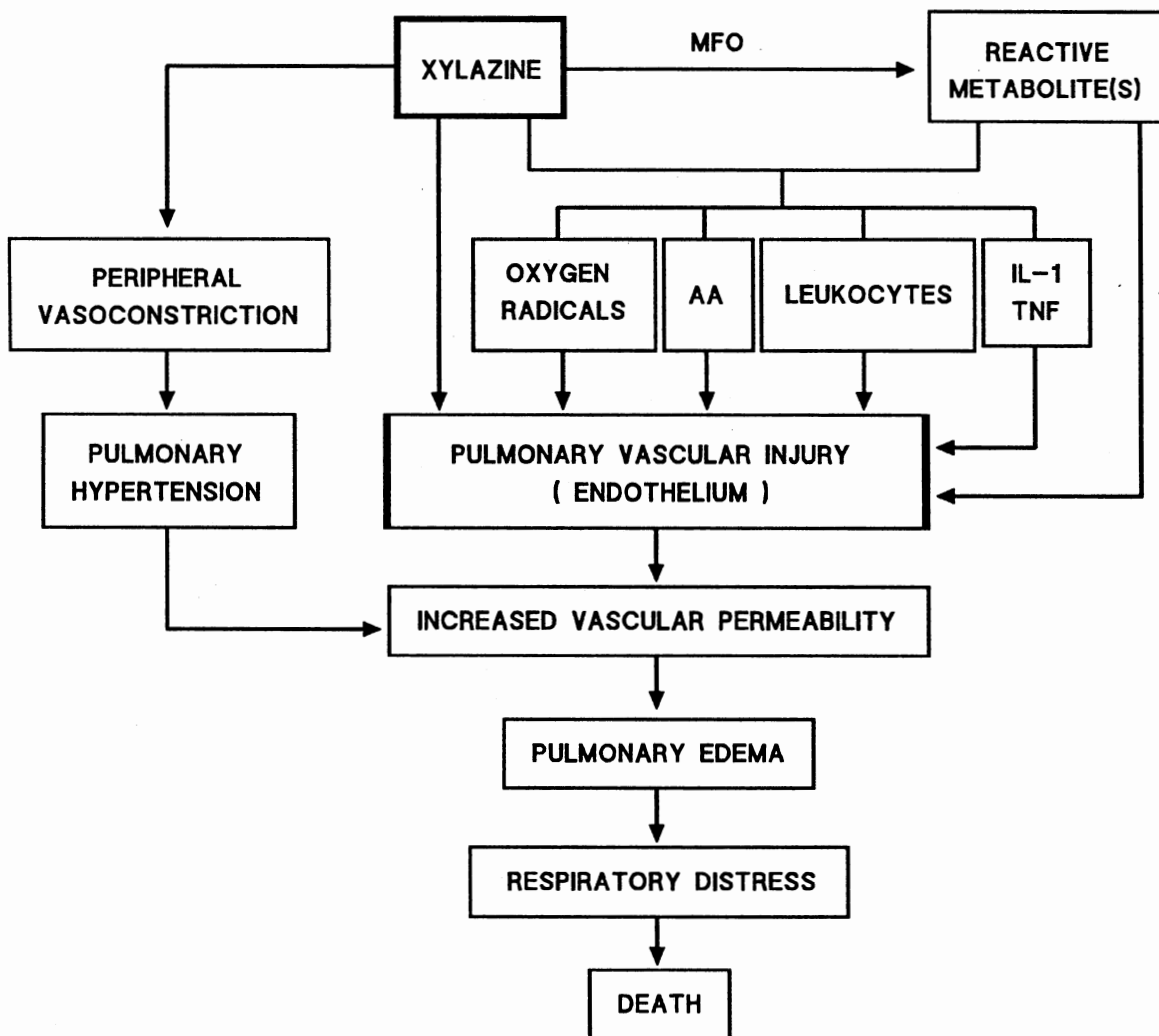 XYLAZINE
MFO
REACTIVE
METABOLITE(S)
PERIPHERAL
VASOCONSTRICTION
OXYGEN
RADICALS
AA
LEUKOCYTES
IL-1
TNF
PULMONARY
HYPERTENSION
PULMONARY VASCULAR INJURY
( ENDOTHELIUM )
INCREASED VASCULAR PERMEABILITY
PULMONARY EDEMA
RESPIRATORY DISTRESS
DEATH